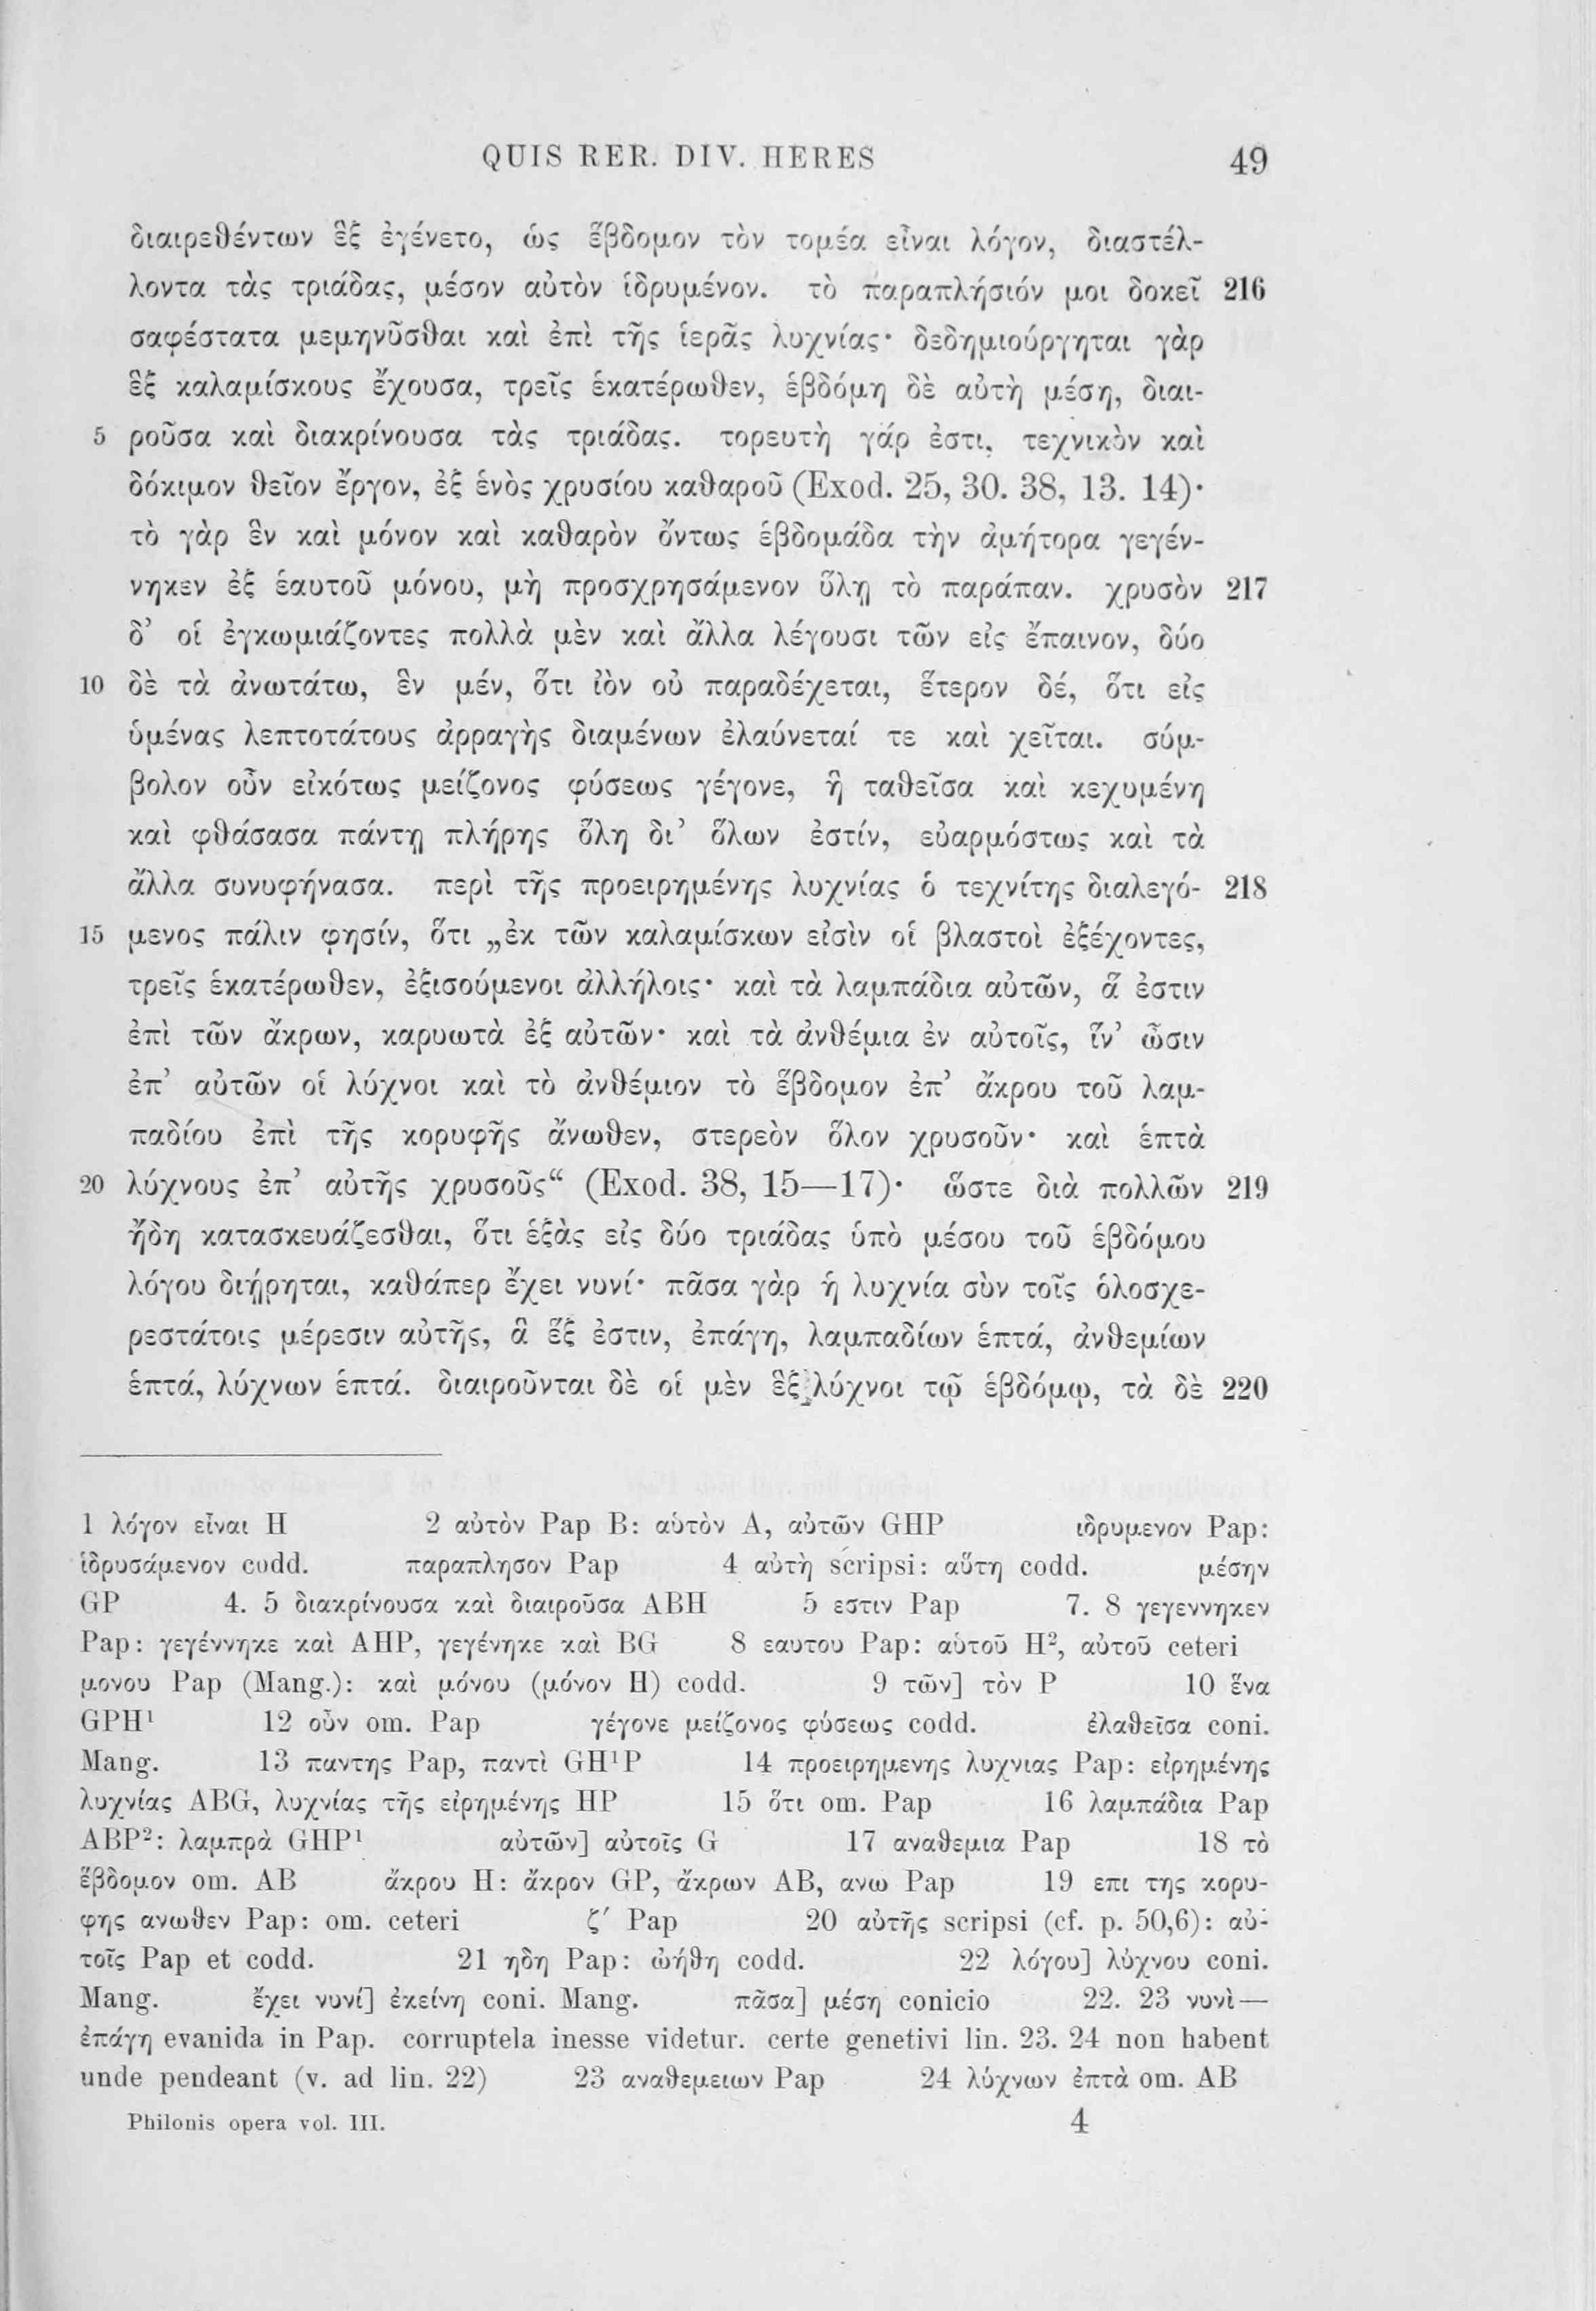 QUIS RER. DIV. HERES 49
διαιρεθέντων ἓξ ἐγένετο, ὡς ἕβδομον τὸν τομέα εἶναι λόγον, διαστέλ-
λοντα τὰς τριάδας, μέσον αὐτὸν ἱδρυμένον. τὸ παραπλήσιόν μοι δοκεῖ 216
σαφέστατα μεμηνῦσθαι καὶ ἐπὶ τῆς ἱερᾶς λυχνίας· δεδημιούργηται γὰρ
ἓξ καλαμίσκους ἔχουσα, τρεῖς ἑκατέρωθεν, ἑβδόμη δὲ αὐτὴ μέση, διαι-
5 ροῦσα καὶ διακρίνουσα τὰς τριάδας. τορευτὴ γάρ ἐστι, τεχνικὸν καὶ
δόκιμον θεῖον ἔργον, ἐξ ἑνὸς χρυσίου καθαροῦ (Exod. 25, 30. 38, 13. 14)·
τὸ γὰρ ἓν καὶ μόνον καὶ καθαρὸν ὄντως ἑβδομάδα τὴν ἀμήτορα γεγέν-
νηκεν ἐξ ἑαυτοῦ μόνου, μὴ προσχρησάμενον ὕλῃ τὸ παράπαν. χρυσὸν 217
δ’ οἱ ἐγκωμιάζοντες πολλὰ μὲν καὶ ἄλλα λέγουσι τῶν εἰς ἔπαινον, δύο
10 δὲ τὰ ἀνωτάτω, ἓν μέν, ὅτι ἰὸν οὐ παραδέχεται, ἕτερον δέ, ὅτι εἰς
ὑμένας λεπτοτάτους ἀρραγὴς διαμένων ἐλαύνεταί τε καὶ χεῖται. σύμ-
βολον οὖν εἰκότως μείζονος φύσεως γέγονε, ἣ ταθεῖσα καὶ κεχυμένη
καὶ φθάσασα πάντῃ πλήρης ὅλη δι’ ὅλων ἐστίν, εὐαρμόστως καὶ τὰ
ἄλλα συνυφήνασα. περὶ τῆς προειρημένης λυχνίας ὁ τεχνίτης διαλεγό- 218
15 μενος πάλιν φησίν, ὅτι „ἐκ τῶν καλαμίσκων εἰσὶν οἱ βλαστοὶ ἐξέχοντες,
τρεῖς ἑκατέρωθεν, ἐξισούμενοι ἀλλήλοις· καὶ τὰ λαμπάδια αὐτῶν, ἅ ἐστιν
ἐπὶ τῶν ἄκρων, καρυωτὰ ἐξ αὐτῶν· καὶ τὰ ἀνθέμια ἐν αὐτοῖς, ἵν’ ὦσιν
ἐπ’ αὐτῶν οἱ λύχνοι καὶ τὸ ἀνθέμιον τὸ ἕβδομον ἐπ’ ἄκρου τοῦ λαμ-
παδίου ἐπὶ τῆς κορυφῆς ἄνωθεν, στερεὸν ὅλον χρυσοῦν· καὶ ἑπτὰ
20 λύχνους ἐπ’ αὐτῆς χρυσοῦς“ (Exod. 38, 15—17)· ὥστε διὰ πολλῶν 219
ἤδη κατασκευάζεσθαι, ὅτι ἑξὰς εἰς δύο τριάδας ὑπὸ μέσου τοῦ ἑβδόμου
λόγου διῄρηται, καθάπερ ἔχει νυνί· πᾶσα γὰρ ἡ λυχνία σὺν τοῖς ὁλοσχε-
ρεστάτοις μέρεσιν αὐτῆς, ἃ ἕξ ἐστιν, ἐπάγη, λαμπαδίων ἑπτά, ἀνθεμίων
ἑπτά, λύχνων ἑπτά. διαιροῦνται δὲ οἱ μὲν ἓξ λύχνοι τῷ ἑβδόμῳ, τὰ δὲ 220
1 λόγον εἶναι H 2 αὐτὸν Pap B: αὑτὸν A, αὐτῶν GHP ιδρυμενον Pap:
ἱδρυσάμενον codd. παραπλησον Pap 4 αὐτὴ scripsi: αὕτη codd. μέσην
GP 4. 5 διακρίνουσα καὶ διαιροῦσα ABH 5 εστιν Pap 7. 8 γεγεννηκεν
Pap: γεγέννηκε καὶ AHP, γεγένηκε καὶ BG 8 εαυτου Pap: αὑτοῦ H², αὐτοῦ ceteri
μονου Pap (Mang.): καὶ μόνου (μόνον H) codd. 9 τῶν] τὸν P 10 ἕνα
GPH¹ 12 οὖν om. Pap γέγονε μείζονος φύσεως codd. ἐλαθεῖσα coni.
Mang. 13 παντης Pap, παντὶ GH¹P 14 προειρημενης λυχνιας Pap: εἰρημένης
λυχνίας ABG, λυχνίας τῆς εἰρημένης HP 15 ὅτι om. Pap 16 λαμπάδια Pap
ABP²: λαμπρὰ GHP¹ αὐτῶν] αὐτοῖς G 17 αναθεμια Pap 18 τὸ
ἕβδομον om. AB ἄκρου H: ἄκρον GP, ἄκρων AB, ανω Pap 19 επι της κορυ-
φης ανωθεν Pap: om. ceteri ζ′ Pap 20 αὐτῆς scripsi (cf. p. 50,6): αὐ-
τοῖς Pap et codd. 21 ηδη Pap: ᾠήθη codd. 22 λόγου] λύχνου coni.
Mang. ἔχει νυνί] ἐκείνη coni. Mang. πᾶσα] μέση conicio 22. 23 νυνὶ—
ἐπάγη evanida in Pap. corruptela inesse videtur. certe genetivi lin. 23. 24 non habent
unde pendeant (v. ad lin. 22) 23 αναθεμειων Pap 24 λύχνων ἑπτὰ om. AB
Philonis opera vol. III. 4